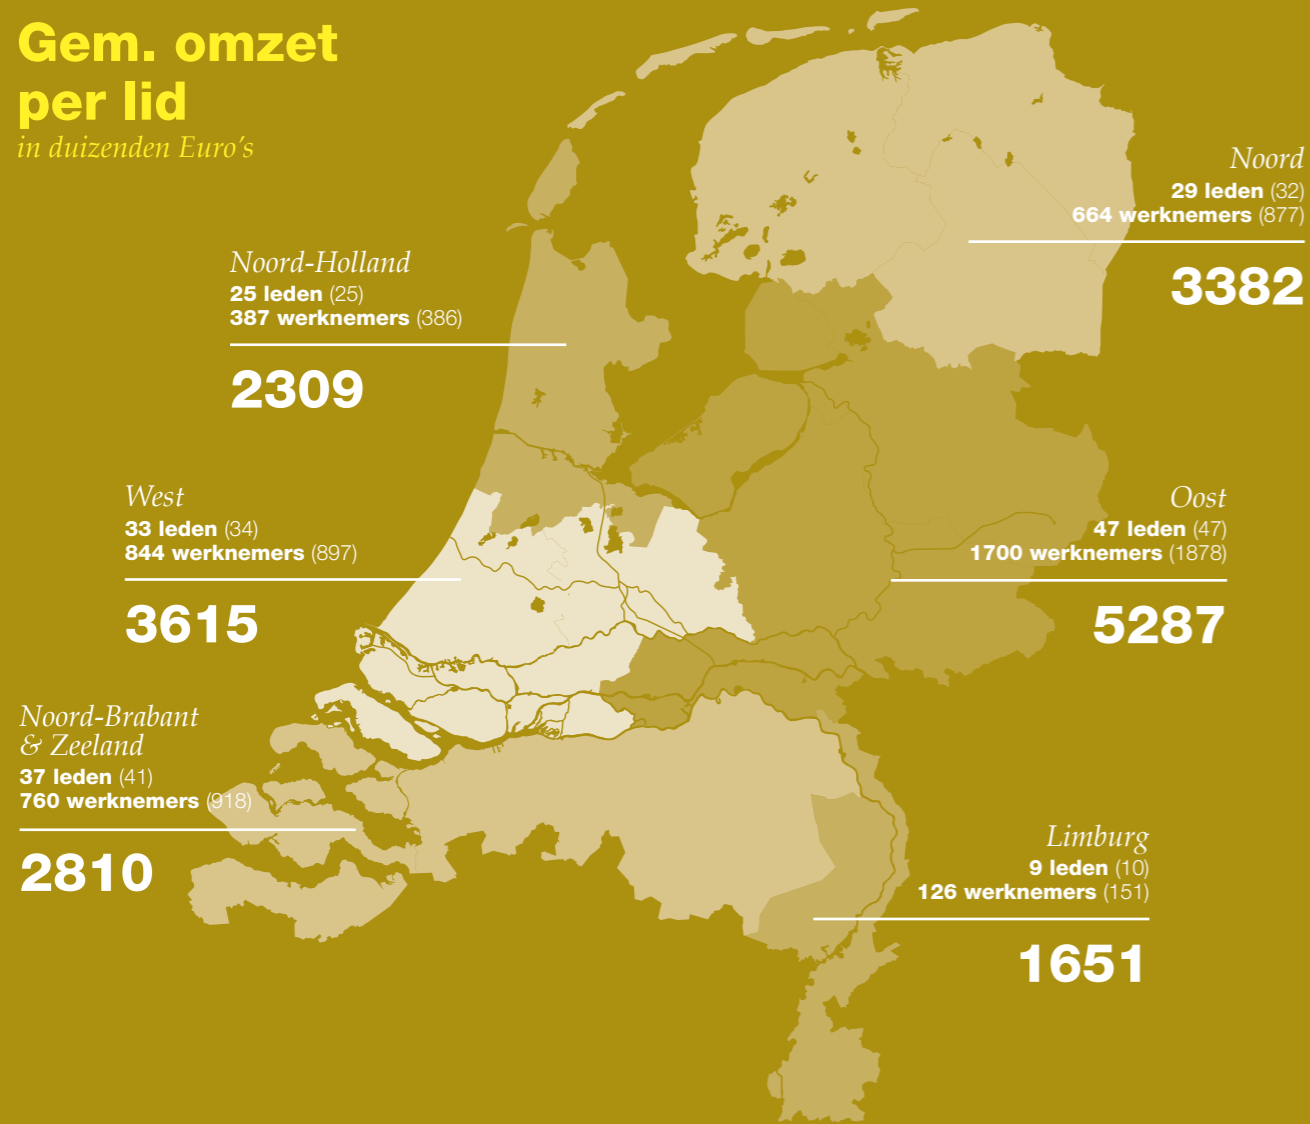 Gem. omzet
per lid
in duizenden Euro's
Noord
29 leden (32)
664 werknemers (877)
3382
Noord-Holland
25 leden (25)
387 werknemers (386)
2309
West
33 leden (34)
844 werknemers (897)
3615
Oost
47 leden (47)
1700 werknemers (1878)
5287
Noord-Brabant
& Zeeland
37 leden (41)
760 werknemers (918)
2810
Limburg
9 leden (10)
126 werknemers (151)
1651